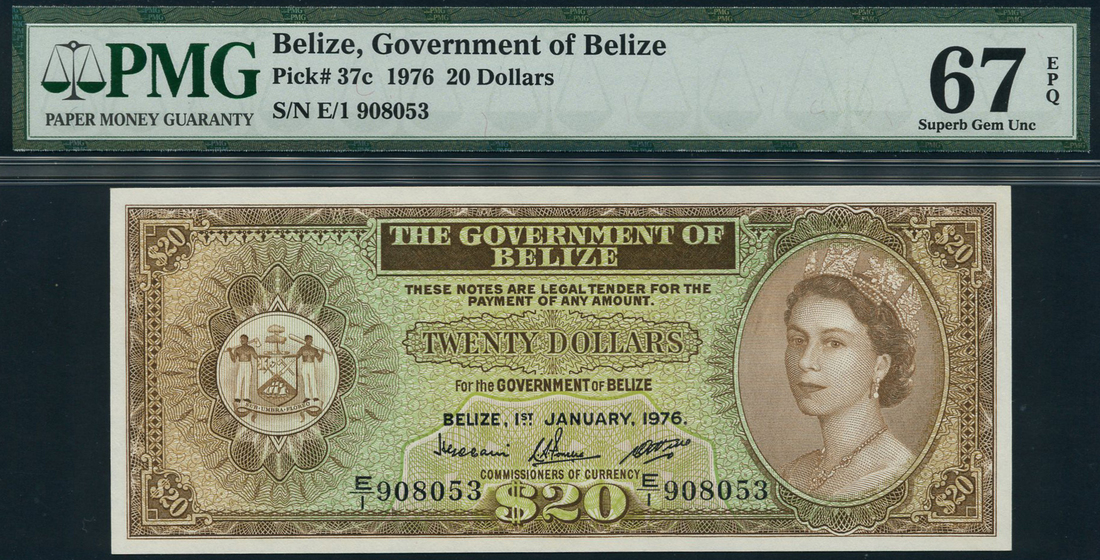 PMG
PAPER MONEY GUARANTY
Belize, Government of Belize
Pick# 37c 1976 20 Dollars
S/N E/1 908053
67
EPQ
Superb Gem Unc
$20
$20
THE GOVERNMENT OF
BELIZE
THESE NOTES ARE LEGAL TENDER FOR THE
PAYMENT OF ANY AMOUNT.
TWENTY DOLLARS
For the GOVERNMENT of BELIZE
BELIZE, 1ST JANUARY, 1976.
COMMISSIONERS OF CURRENCY
E/1 908053
E/1 908053
$20
$20
$20